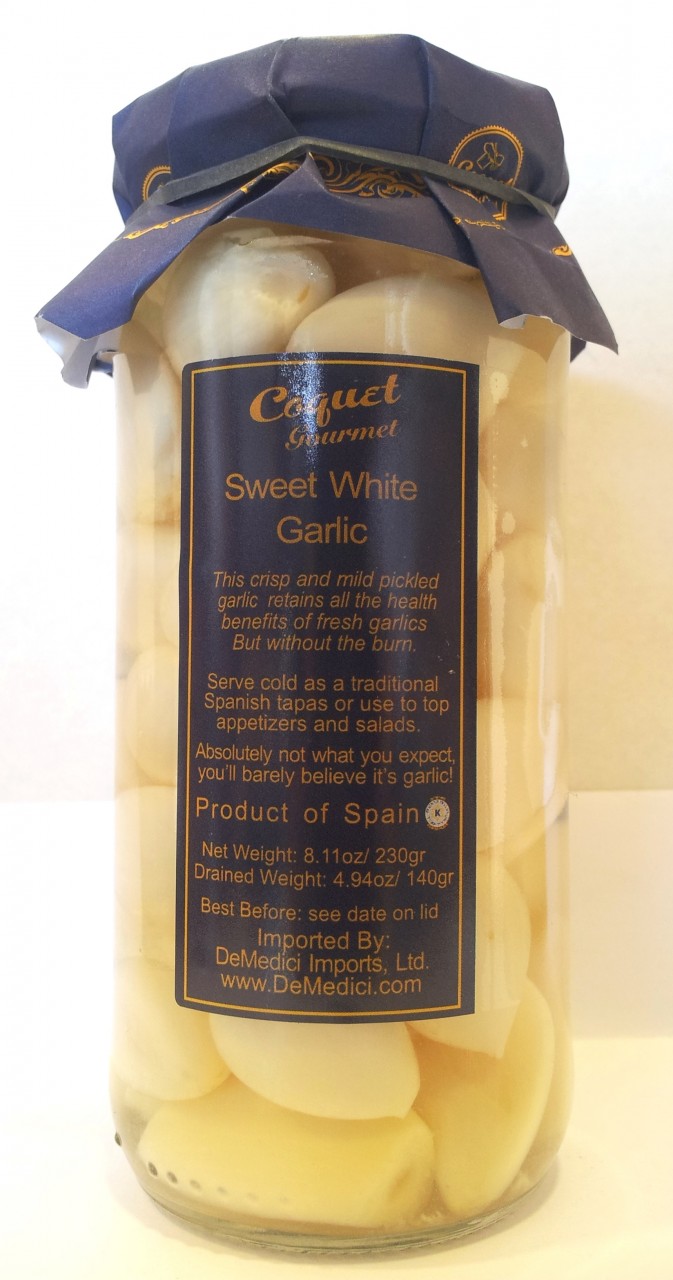 Coquet
Gourmet
Sweet White
Garlic
This crisp and mild pickled
garlic retains all the health
benefits of fresh garlics
But without the burn.
Serve cold as a traditional
Spanish tapas or use to top
appetizers and salads.
Absolutely not what you expect,
you'll barely believe it's garlic!
Product of Spain
K
Net Weight: 8.11oz/ 230gr
Drained Weight: 4.94oz/ 140gr
Best Before: see date on lid
Imported By:
DeMedici Imports, Ltd.
www.DeMedici.com